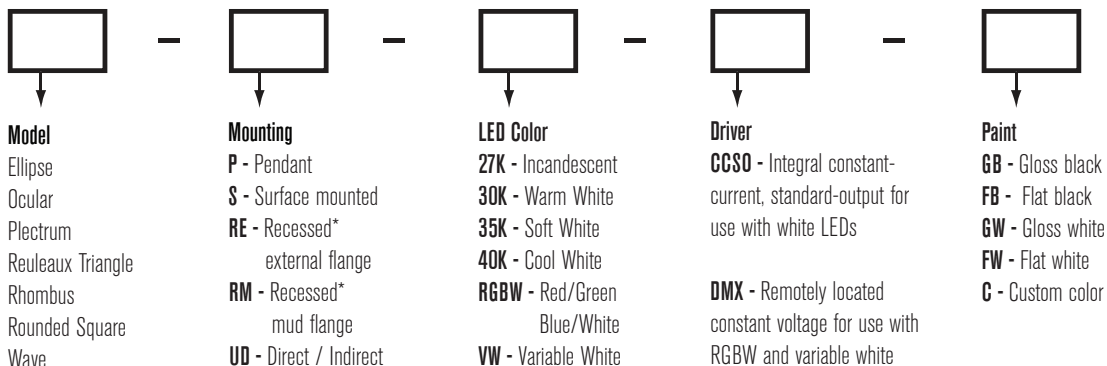 Model
Ellipse
Ocular
Plectrum
Reuleaux Triangle
Rhombus
Rounded Square
Wave
Mounting
P - Pendant
S - Surface mounted
RE - Recessed*
external flange
RM - Recessed*
mud flange
UD - Direct / Indirect
LED Color
27K - Incandescent
30K - Warm White
35K - Soft White
40K - Cool White
RGBW - Red/Green
Blue/White
VW - Variable White
Driver
CCSO - Integral constant-
current, standard-output for
use with white LEDs
DMX - Remotely located
constant voltage for use with
RGBW and variable white
Paint
GB - Gloss black
FB - Flat black
GW - Gloss white
FW - Flat white
C - Custom color